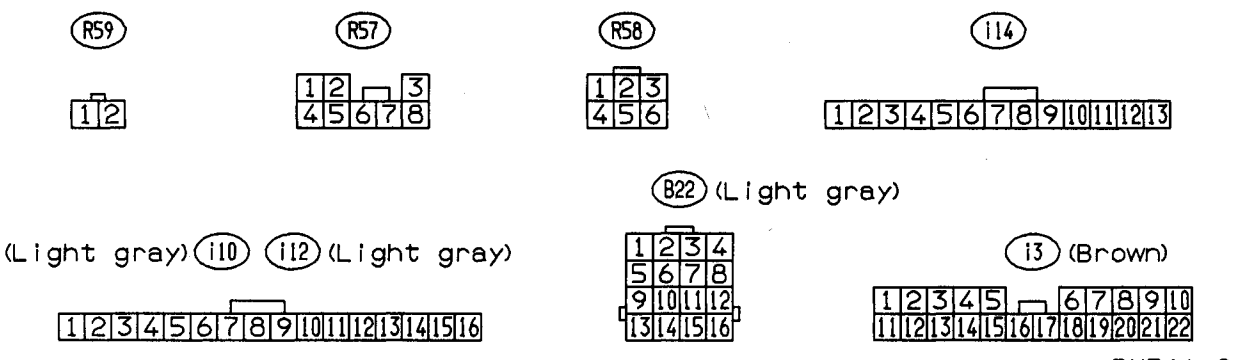 R59 R57 R58 i14
1 2
1 2 3
4 5 6 7 8
1 2 3
4 5 6
1 2 3 4 5 6 7 8 9 10 11 12 13
B22 (Light gray)
(Light gray) i10 i12 (Light gray)
i3 (Brown)
1 2 3 4 5 6 7 8 9 10 11 12 13 14 15 16
1 2 3 4
5 6 7 8
9 10 11 12
13 14 15 16
1 2 3 4 5 6 7 8 9 10
11 12 13 14 15 16 17 18 19 20 21 22